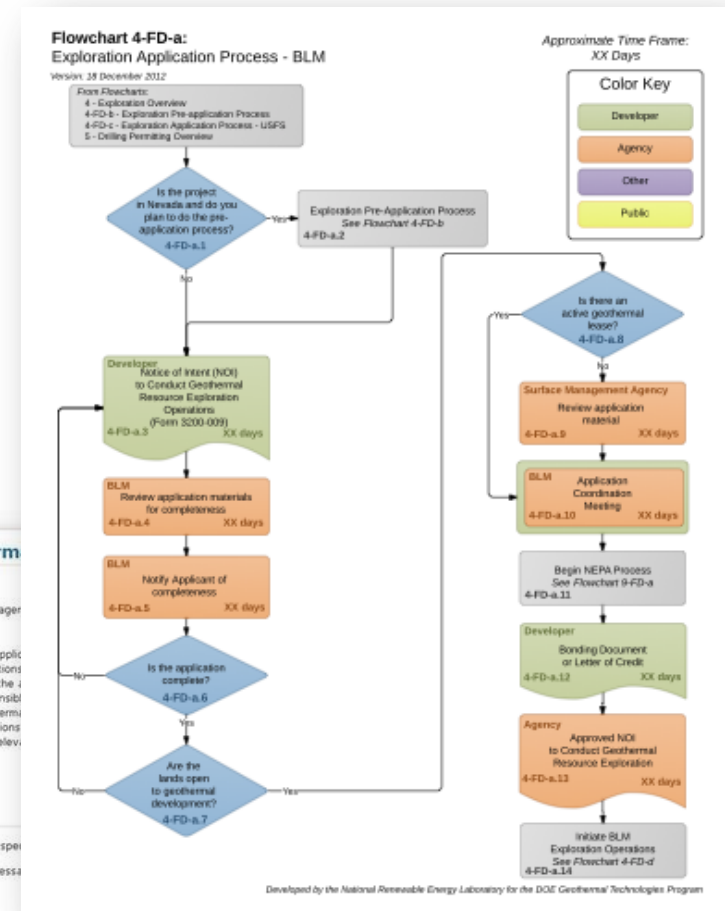 Flowchart 4-FD-a:
Exploration Application Process - BLM
Version: 18 December 2012
Approximate Time Frame:
XX Days
Color Key
Developer
Agency
Other
Public
From Flowcharts:
4 - Exploration Overview
4-FD-b - Exploration Pre-application Process
4-FD-c - Exploration Application Process - USFS
5 - Drilling Permitting Overview
Is the project
in Nevada and do you
plan to do the pre-
application process?
4-FD-a.1
Yes
No
Exploration Pre-Application Process
See Flowchart 4-FD-b
4-FD-a.2
Developer
Notice of Intent (NOI)
to Conduct Geothermal
Resource Exploration
Operations
(Form 3200-009)
4-FD-a.3 XX days
BLM
Review application materials
for completeness
4-FD-a.4 XX days
BLM
Notify Applicant of
completeness
4-FD-a.5 XX days
Is the application
complete?
4-FD-a.6
No
Yes
Are the
lands open
to geothermal
development?
4-FD-a.7
No
Yes
Is there an
active geothermal
lease?
4-FD-a.8
Yes
No
Surface Management Agency
Review application
material
4-FD-a.9 XX days
BLM
Application
Coordination
Meeting
4-FD-a.10 XX days
Begin NEPA Process
See Flowchart 9-FD-a
4-FD-a.11
Developer
Bonding Document
or Letter of Credit
4-FD-a.12 XX days
Agency
Approved NOI
to Conduct Geothermal
Resource Exploration
4-FD-a.13 XX days
Initiate BLM
Exploration Operations
See Flowchart 4-FD-d
4-FD-a.14
Developed by the National Renewable Energy Laboratory for the DOE Geothermal Technologies Program